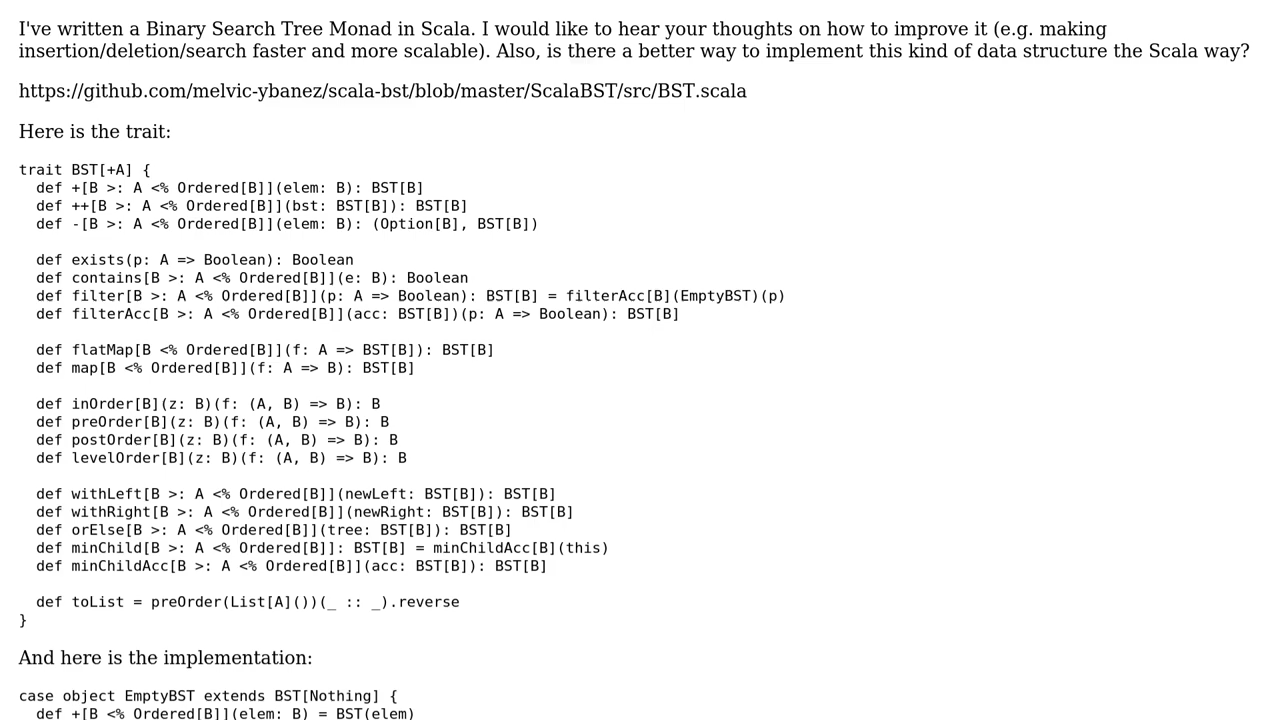 I've written a Binary Search Tree Monad in Scala. I would like to hear your thoughts on how to improve it (e.g. making
insertion/deletion/search faster and more scalable). Also, is there a better way to implement this kind of data structure the Scala way?
https://github.com/melvic-ybanez/scala-bst/blob/master/ScalaBST/src/BST.scala
Here is the trait:
trait BST[+A] {
  def +[B >: A <% Ordered[B]](elem: B): BST[B]
  def ++[B >: A <% Ordered[B]](bst: BST[B]): BST[B]
  def -[B >: A <% Ordered[B]](elem: B): (Option[B], BST[B])
  def exists(p: A => Boolean): Boolean
  def contains[B >: A <% Ordered[B]](e: B): Boolean
  def filter[B >: A <% Ordered[B]](p: A => Boolean): BST[B] = filterAcc[B](EmptyBST)(p)
  def filterAcc[B >: A <% Ordered[B]](acc: BST[B])(p: A => Boolean): BST[B]
  def flatMap[B <% Ordered[B]](f: A => BST[B]): BST[B]
  def map[B <% Ordered[B]](f: A => B): BST[B]
  def inOrder[B](z: B)(f: (A, B) => B): B
  def preOrder[B](z: B)(f: (A, B) => B): B
  def postOrder[B](z: B)(f: (A, B) => B): B
  def levelOrder[B](z: B)(f: (A, B) => B): B
  def withLeft[B >: A <% Ordered[B]](newLeft: BST[B]): BST[B]
  def withRight[B >: A <% Ordered[B]](newRight: BST[B]): BST[B]
  def orElse[B >: A <% Ordered[B]](tree: BST[B]): BST[B]
  def minChild[B >: A <% Ordered[B]]: BST[B] = minChildAcc[B](this)
  def minChildAcc[B >: A <% Ordered[B]](acc: BST[B]): BST[B]
  def toList = preOrder(List[A]())(_ :: _).reverse
}
And here is the implementation:
case object EmptyBST extends BST[Nothing] {
  def +[B <% Ordered[B]](elem: B) = BST(elem)